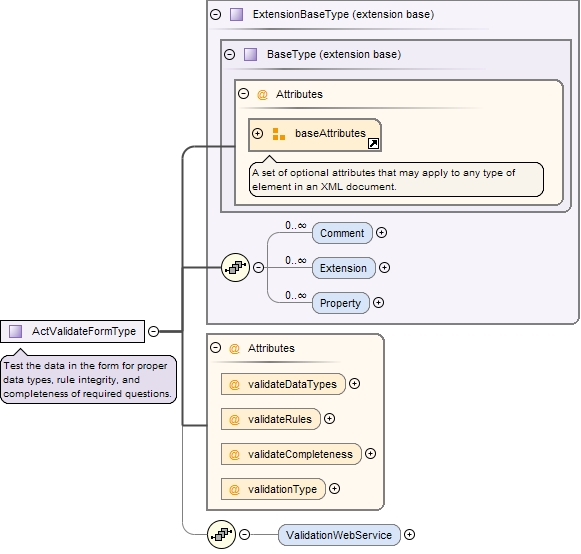 ExtensionBaseType (extension base)
BaseType (extension base)
@ Attributes
baseAttributes
A set of optional attributes that may apply to any type of
element in an XML document.
0..∞
Comment
0..∞
Extension
0..∞
Property
ActValidateFormType
Test the data in the form for proper
data types, rule integrity, and
completeness of required questions.
@ Attributes
@ validateDataTypes
@ validateRules
@ validateCompleteness
@ validationType
ValidationWebService